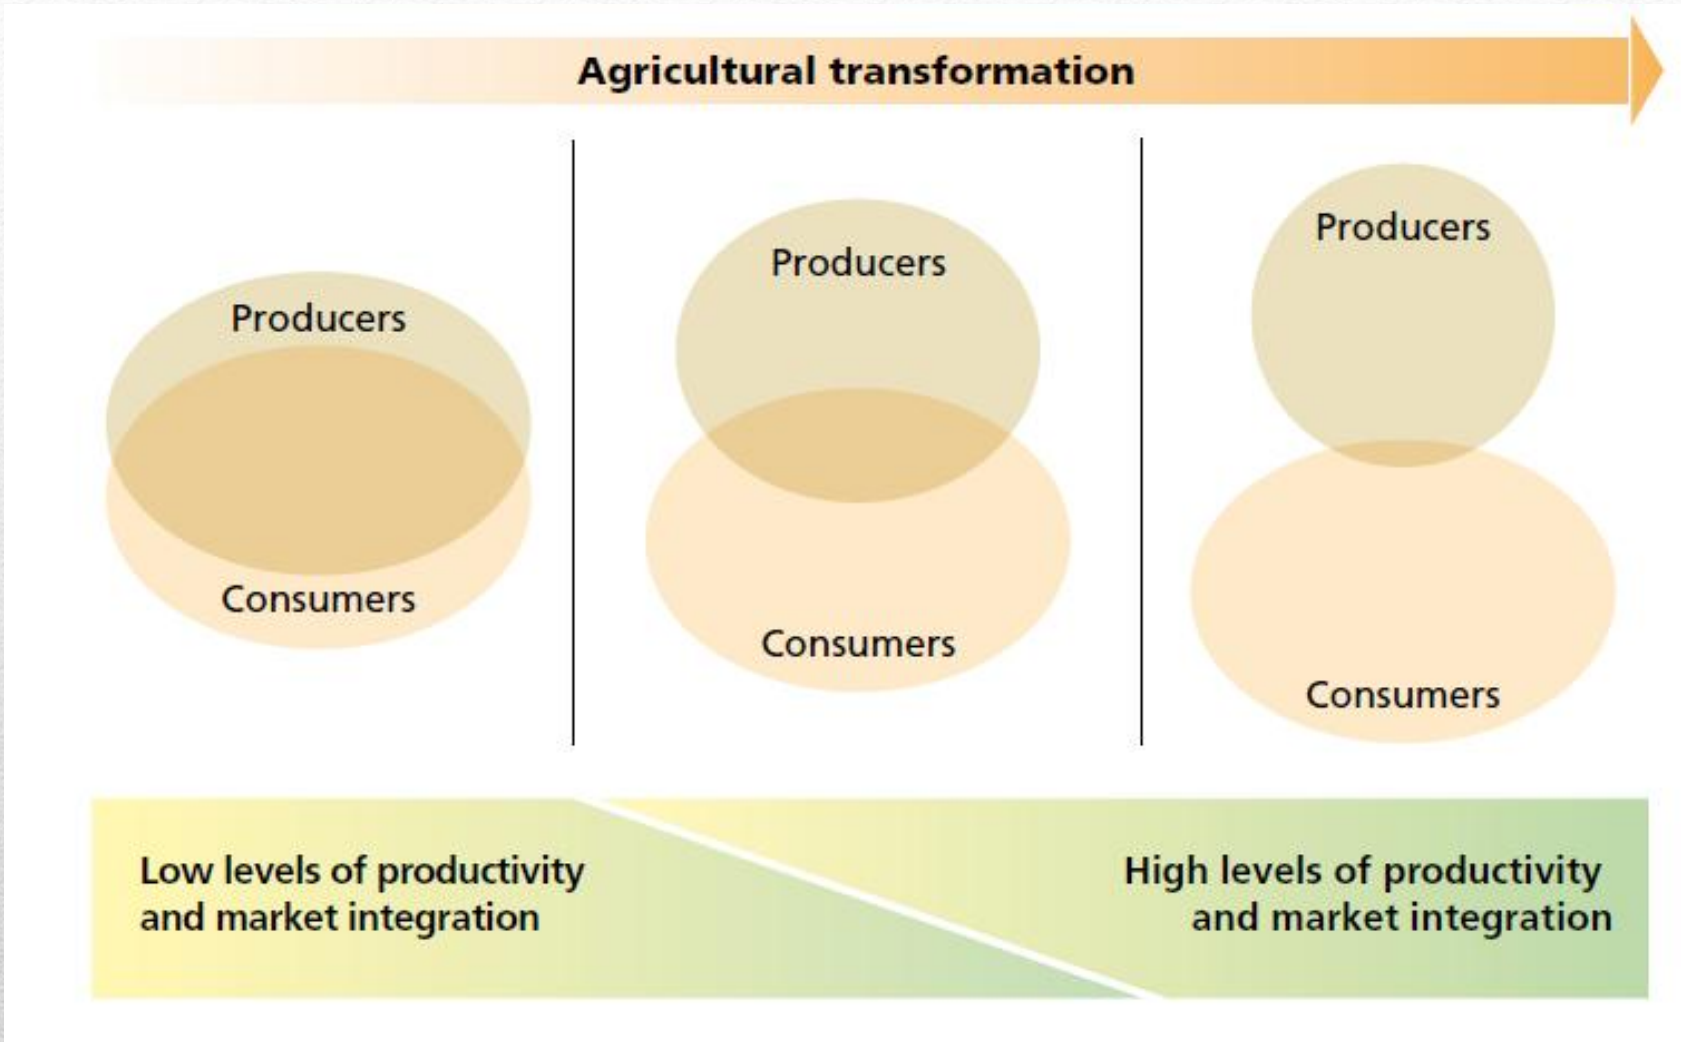 Agricultural transformation
Producers
Consumers
Producers
Consumers
Producers
Consumers
Low levels of productivity
and market integration
High levels of productivity
and market integration